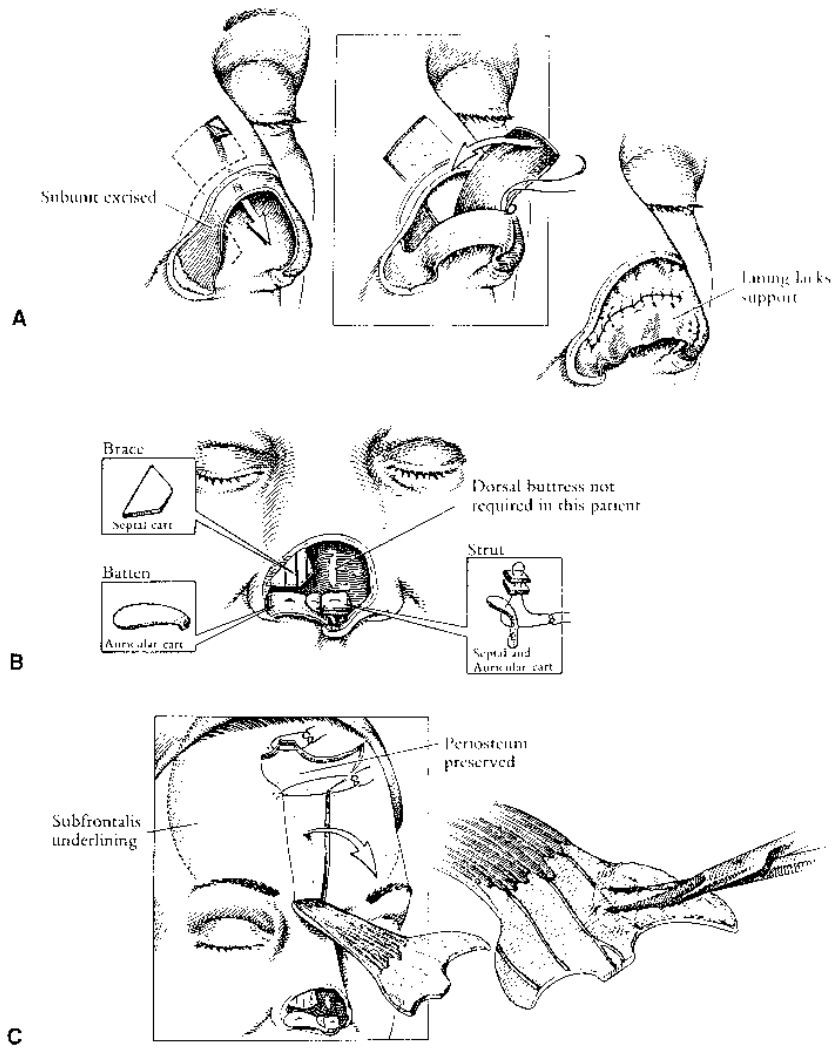 Subunit excised
Lining lacks
support
A
Brace
Septal cart
Dorsal buttress not
required in this patient
Batten
Auricular cart
Strut
Septal and
Auricular cart
B
Periosteum
preserved
Subfrontalis
underlining
C